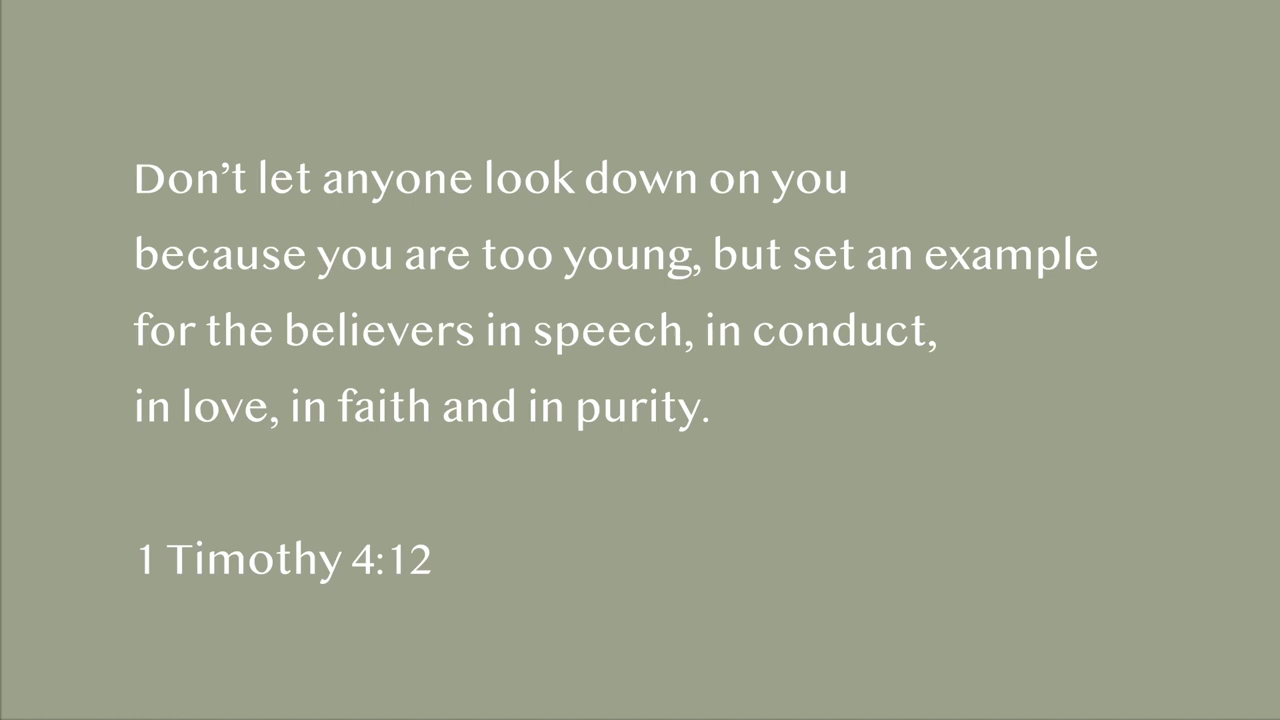 Don’t let anyone look down on you
because you are too young, but set an example
for the believers in speech, in conduct,
in love, in faith and in purity.
1 Timothy 4:12